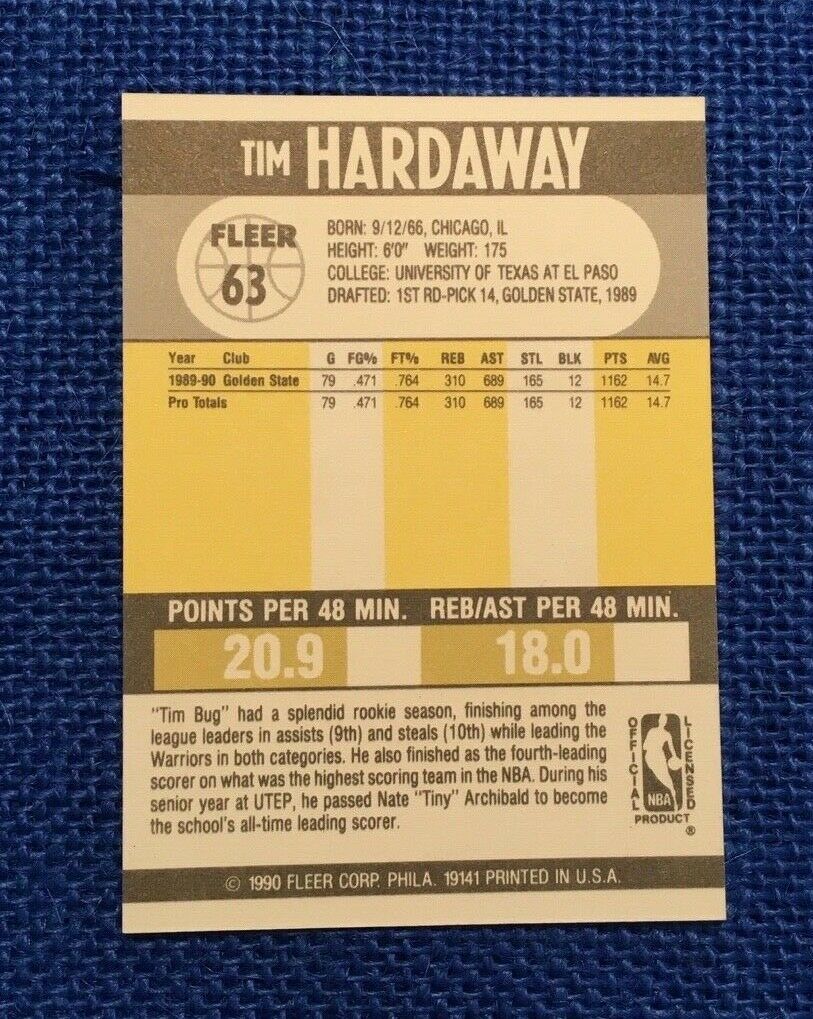 TIM HARDAWAY
FLEER
63
BORN: 9/12/66, CHICAGO, IL
HEIGHT: 6'0" WEIGHT: 175
COLLEGE: UNIVERSITY OF TEXAS AT EL PASO
DRAFTED: 1ST RD-PICK 14, GOLDEN STATE, 1989
Year Club G FG% FT% REB AST STL BLK PTS AVG
1989-90 Golden State 79 .471 .764 310 689 165 12 1162 14.7
Pro Totals 79 .471 .764 310 689 165 12 1162 14.7
POINTS PER 48 MIN. REB/AST PER 48 MIN.
20.9 18.0
"Tim Bug" had a splendid rookie season, finishing among the
league leaders in assists (9th) and steals (10th) while leading the
Warriors in both categories. He also finished as the fourth-leading
scorer on what was the highest scoring team in the NBA. During his
senior year at UTEP, he passed Nate "Tiny" Archibald to become
the school's all-time leading scorer.
OFFICIAL
LICENSED
NBA
PRODUCT
®
© 1990 FLEER CORP. PHILA. 19141 PRINTED IN U.S.A.